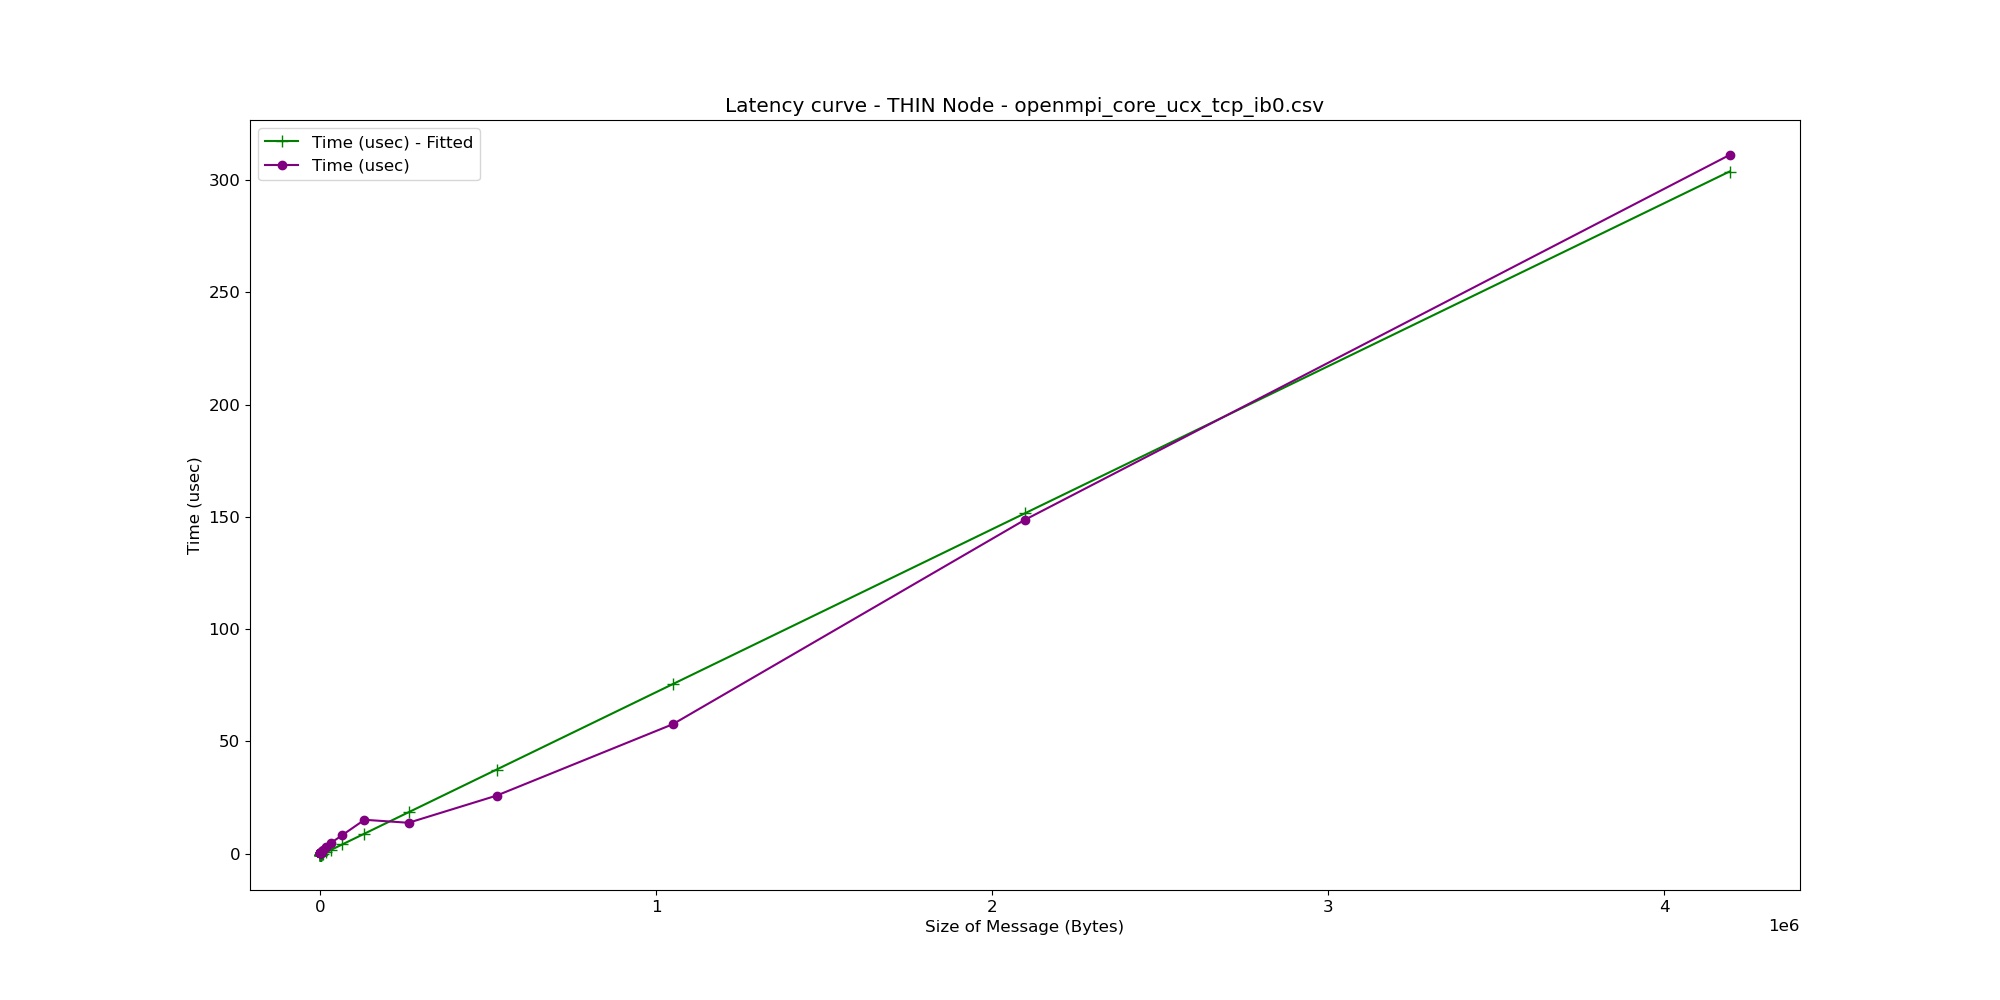 Latency curve - THIN Node - openmpi_core_ucx_tcp_ib0.csv
Time (usec) - Fitted
Time (usec)
300
250
200
150
100
50
0
Time (usec)
0 1 2 3 4
1e6
Size of Message (Bytes)